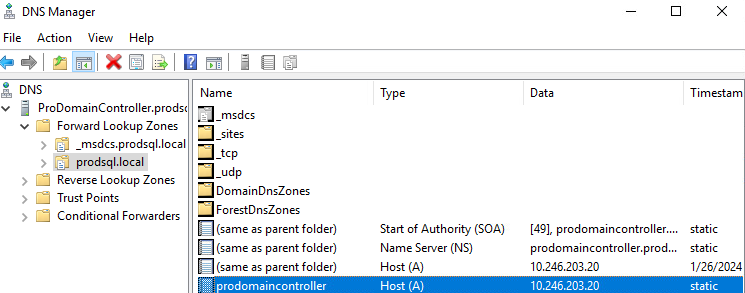 DNS Manager
File Action View Help
DNS
ProDomainController.prodsc
Forward Lookup Zones
_msdcs.prodsql.local
prodsql.local
Reverse Lookup Zones
Trust Points
Conditional Forwarders
Name Type Data Timestam
_msdcs
_sites
_tcp
_udp
DomainDnsZones
ForestDnsZones
(same as parent folder) Start of Authority (SOA) [49], prodomaincontroller.... static
(same as parent folder) Name Server (NS) prodomaincontroller.prod... static
(same as parent folder) Host (A) 10.246.203.20 1/26/2024
prodomaincontroller Host (A) 10.246.203.20 static